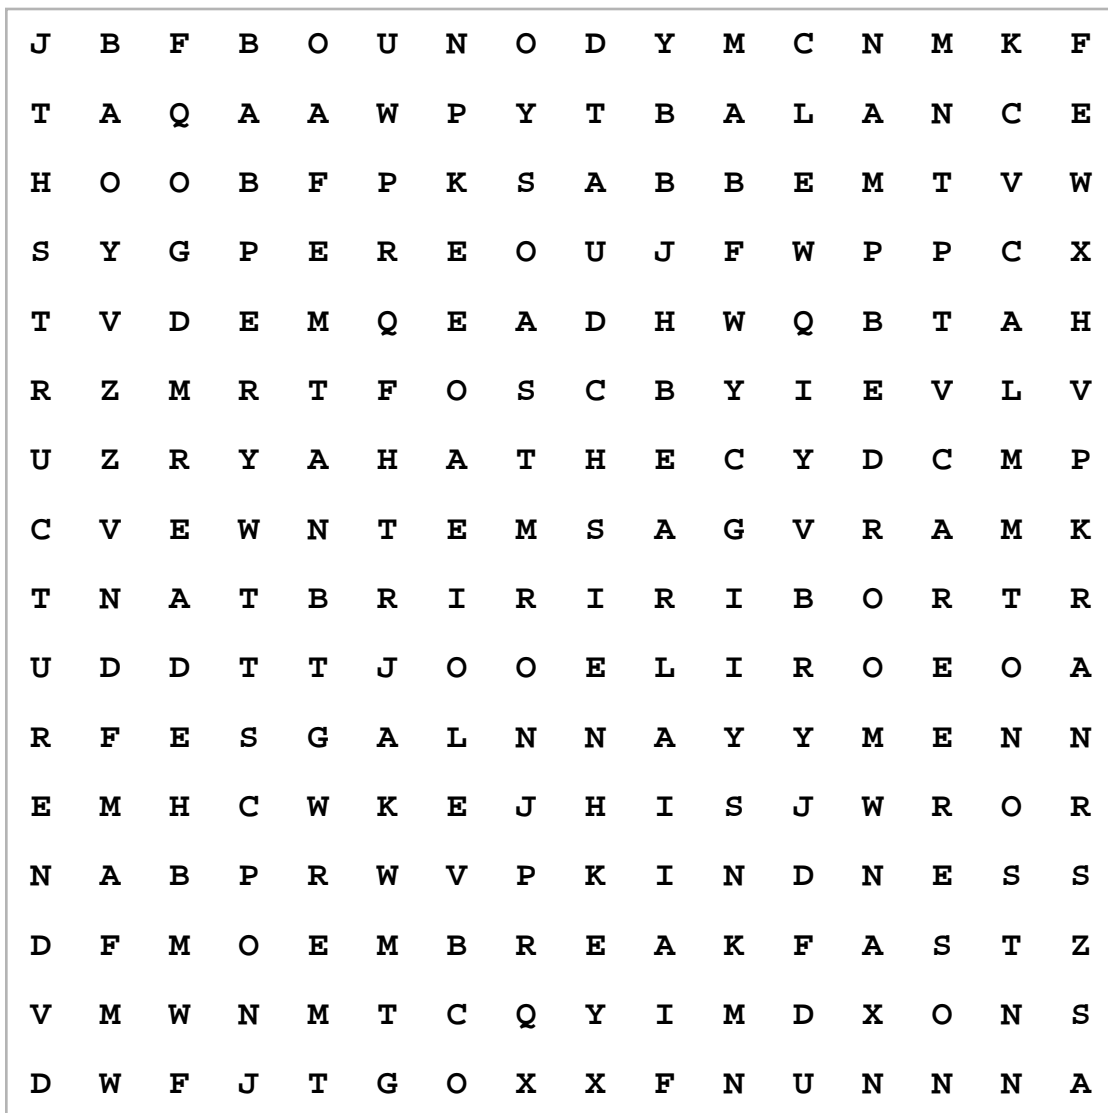 J B F B O U N O D Y M C N M K F
T A Q A A W P Y T B A L A N C E
H O O B F P K S A B B E M T V W
S Y G P E R E O U J F W P P C X
T V D E M Q E A D H W Q B T A H
R Z M R T F O S C B Y I E V L V
U Z R Y A H A T H E C Y D C M P
C V E W N T E M S A G V R A M K
T N A T B R I R I R I B O R T R
U D D T T J O O E L I R O E O A
R F E S G A L N N A Y Y M E N N
E M H C W K E J H I S J W R O R
N A B P R W V P K I N D N E S S
D F M O E M B R E A K F A S T Z
V M W N M T C Q Y I M D X O N S
D W F J T G O X X F N U N N N A